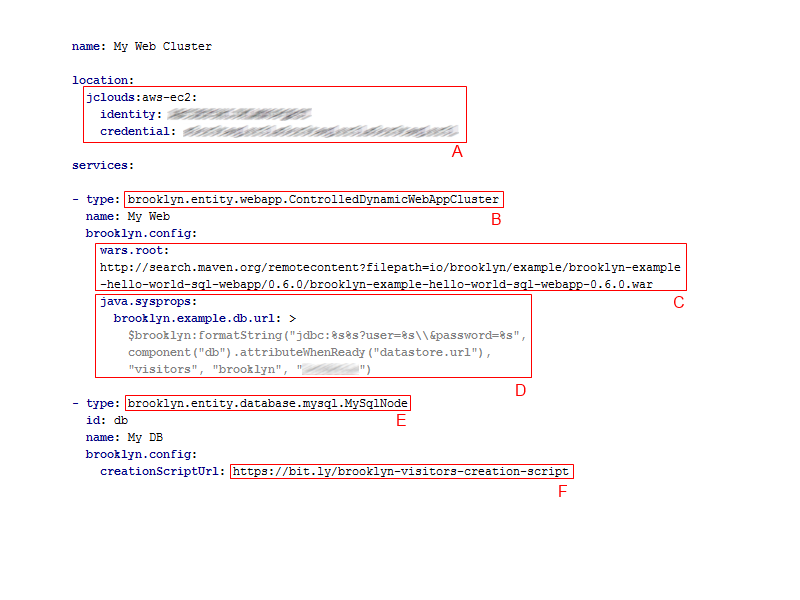 name: My Web Cluster
location:
jclouds:aws-ec2:
identity:
credential:
A
services:
- type: brooklyn.entity.webapp.ControlledDynamicWebAppCluster
B
name: My Web
brooklyn.config:
wars.root:
http://search.maven.org/remotecontent?filepath=io/brooklyn/example/brooklyn-example
-hello-world-sql-webapp/0.6.0/brooklyn-example-hello-world-sql-webapp-0.6.0.war
C
java.sysprops:
brooklyn.example.db.url: >
$brooklyn:formatString("jdbc:%s%s?user=%s\\&password=%s",
component("db").attributeWhenReady("datastore.url"),
"visitors", "brooklyn", "")
D
- type: brooklyn.entity.database.mysql.MySqlNode
E
id: db
name: My DB
brooklyn.config:
creationScriptUrl: https://bit.ly/brooklyn-visitors-creation-script
F